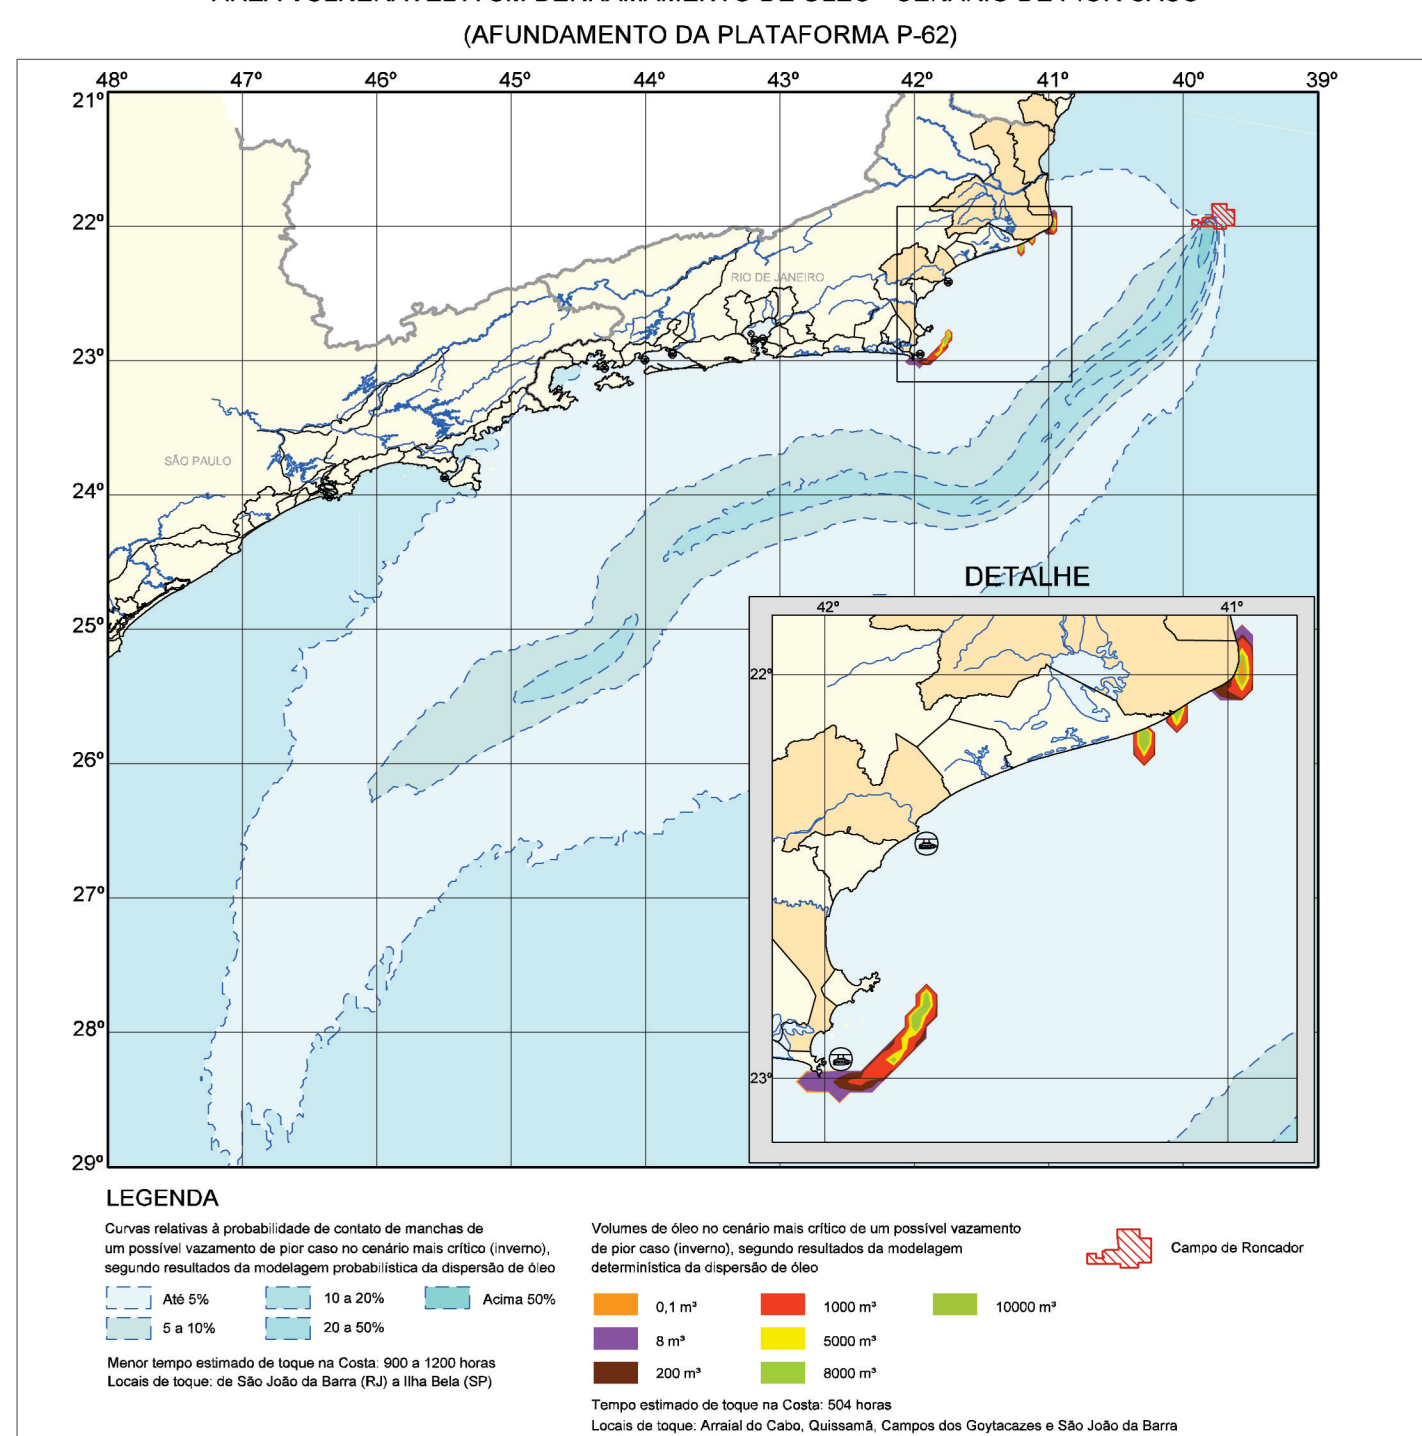 (AFUNDAMENTO DA PLATAFORMA P-62)
48º 47º 46º 45º 44º 43º 42º 41º 40º 39º
21º
22º
RIO DE JANEIRO
23º
SÃO PAULO
24º
DETALHE
25º
26º
27º
28º
29º
42º 41º
22º
23º
LEGENDA
Curvas relativas à probabilidade de contato de manchas de
um possível vazamento de pior caso no cenário mais crítico (inverno),
segundo resultados da modelagem probabilística da dispersão de óleo
Até 5%
10 a 20%
Acima 50%
5 a 10%
20 a 50%
Menor tempo estimado de toque na Costa: 900 a 1200 horas
Locais de toque: de São João da Barra (RJ) a Ilha Bela (SP)
Volumes de óleo no cenário mais crítico de um possível vazamento
de pior caso (inverno), segundo resultados da modelagem
determinística da dispersão de óleo
0,1 m³
1000 m³
10000 m³
8 m³
5000 m³
200 m³
8000 m³
Tempo estimado de toque na Costa: 504 horas
Locais de toque: Arraial do Cabo, Quissamã, Campos dos Goytacazes e São João da Barra
Campo de Roncador